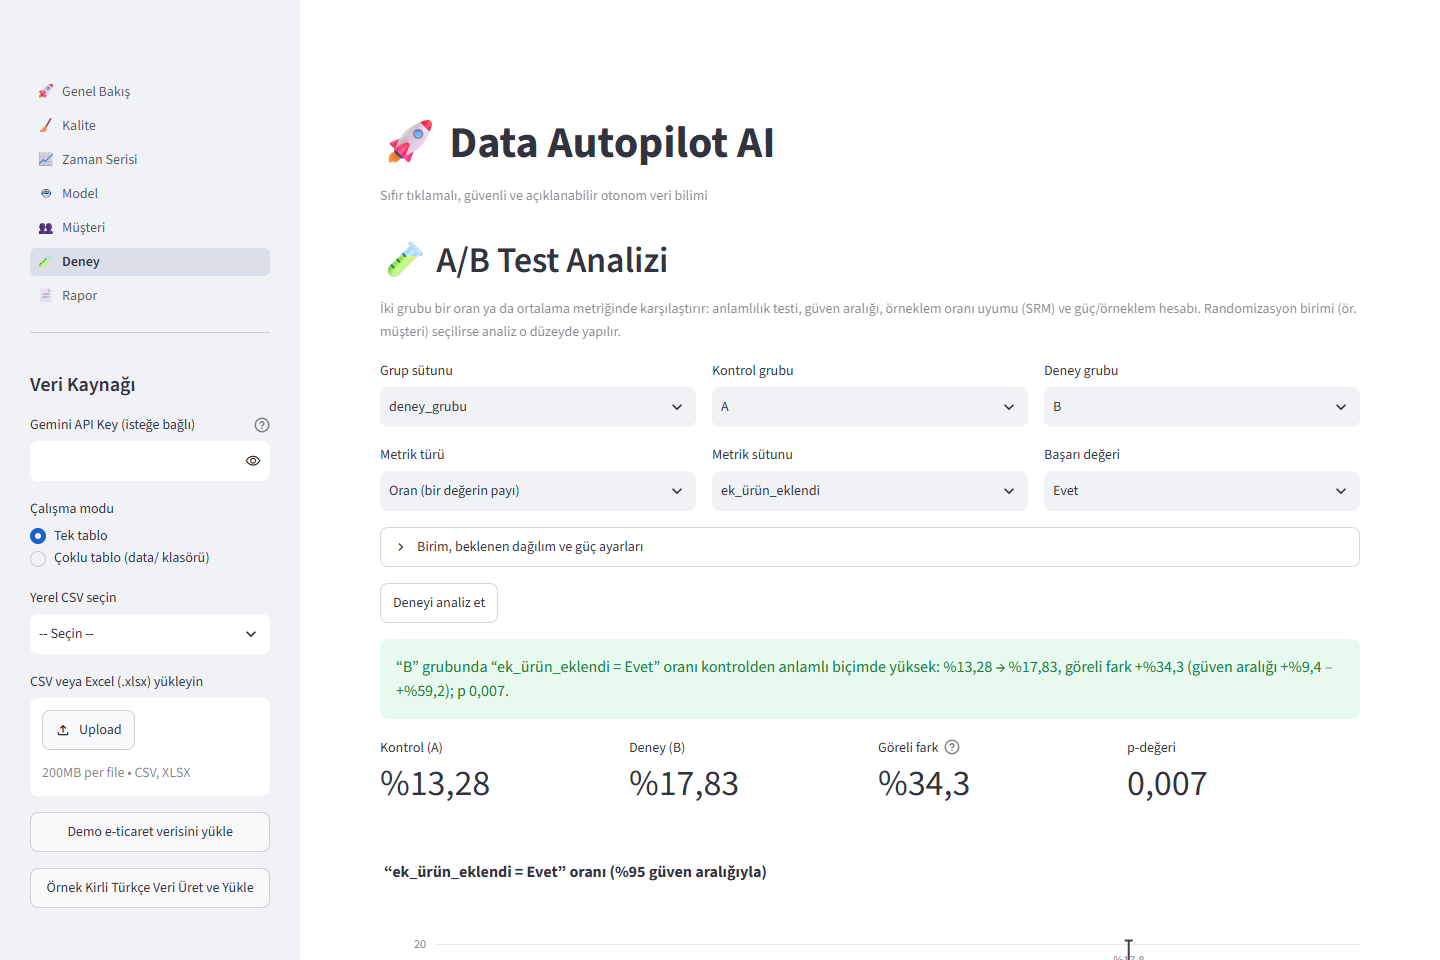 Genel Bakış
Kalite
Zaman Serisi
Model
Müşteri
Deney
Rapor
Veri Kaynağı
Gemini API Key (isteğe bağlı)
Çalışma modu
Tek tablo
Çoklu tablo (data/ klasörü)
Yerel CSV seçin
-- Seçin --
CSV veya Excel (.xlsx) yükleyin
Upload
200MB per file • CSV, XLSX
Demo e-ticaret verisini yükle
Örnek Kirli Türkçe Veri Üret ve Yükle
Data Autopilot AI
Sıfır tıklamalı, güvenli ve açıklanabilir otonom veri bilimi
A/B Test Analizi
İki grubu bir oran ya da ortalama metriğinde karşılaştırır: anlamlılık testi, güven aralığı, örneklem oranı uyumu (SRM) ve güç/örneklem hesabı. Randomizasyon birimi (ör.
müşteri) seçilirse analiz o düzeyde yapılır.
Grup sütunu
Kontrol grubu
Deney grubu
deney_grubu
A
B
Metrik türü
Metrik sütunu
Başarı değeri
Oran (bir değerin payı)
ek_ürün_eklendi
Evet
Birim, beklenen dağılım ve güç ayarları
Deneyi analiz et
“B” grubunda “ek_ürün_eklendi = Evet” oranı kontrolden anlamlı biçimde yüksek: %13,28 → %17,83, göreli fark +%34,3 (güven aralığı +%9,4 –
+%59,2); p 0,007.
Kontrol (A)
Deney (B)
Göreli fark
p-değeri
%13,28
%17,83
%34,3
0,007
“ek_ürün_eklendi = Evet” oranı (%95 güven aralığıyla)
20